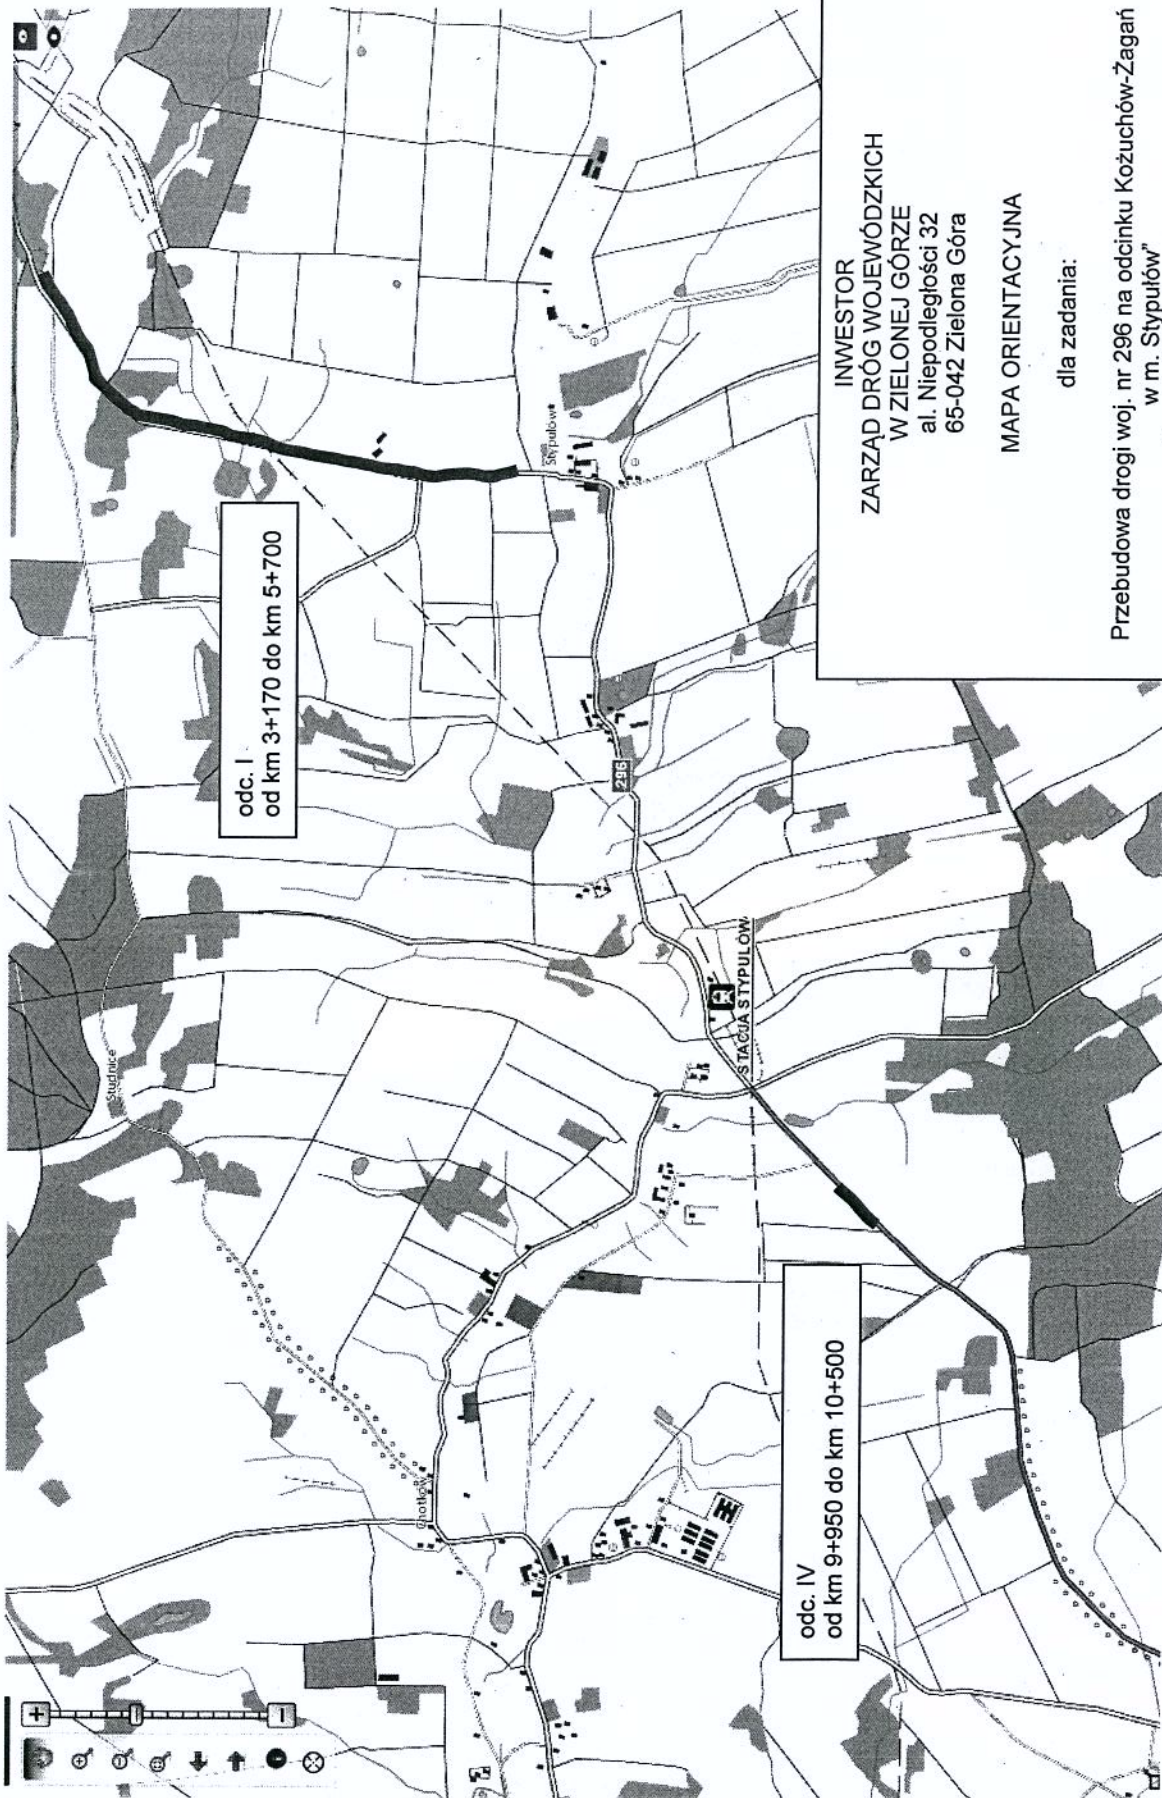 odc. I
od km 3+170 do km 5+700
Stypułów
296
Studnice
STACJA STYPUŁÓW
Chotków
odc. IV
od km 9+950 do km 10+500
INWESTOR
ZARZĄD DRÓG WOJEWÓDZKICH
W ZIELONEJ GÓRZE
al. Niepodległości 32
65-042 Zielona Góra
MAPA ORIENTACYJNA
dla zadania:
Przebudowa drogi woj. nr 296 na odcinku Kożuchów-Żagań
w m. Stypułów"